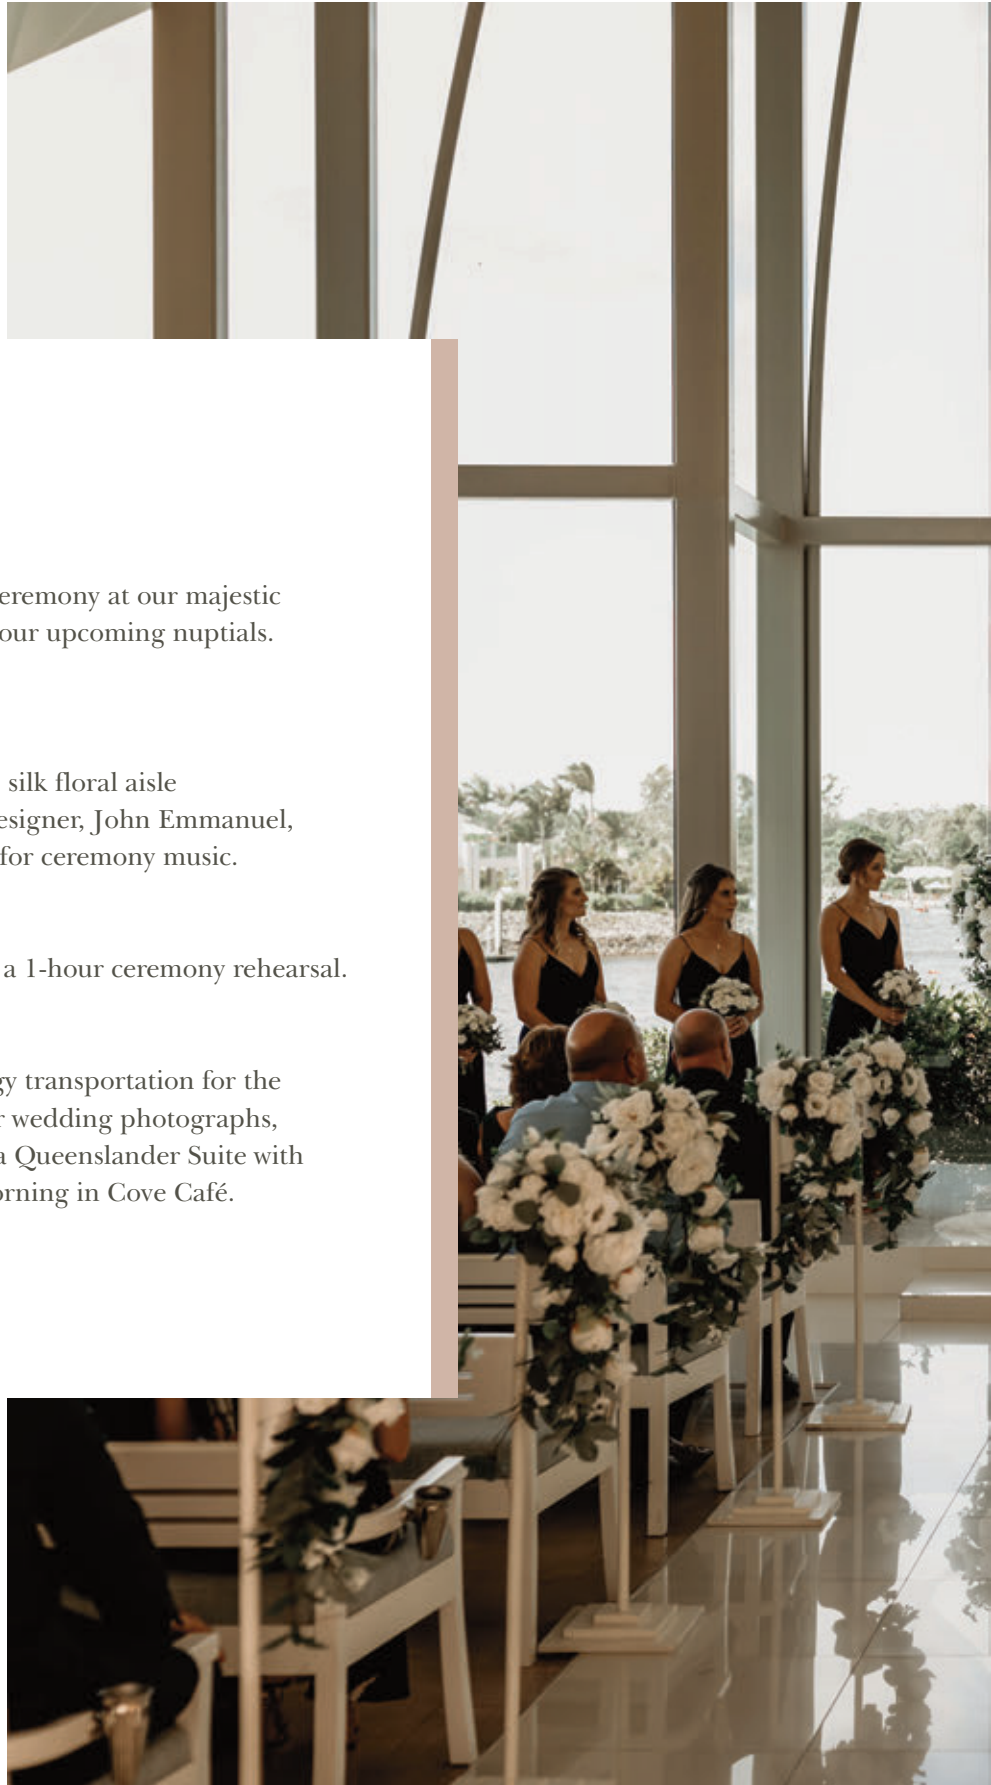 eremony at our majestic
our upcoming nuptials.
silk floral aisle
esigner, John Emmanuel,
for ceremony music.
a 1-hour ceremony rehearsal.
gy transportation for the
r wedding photographs,
a Queenslander Suite with
orning in Cove Café.